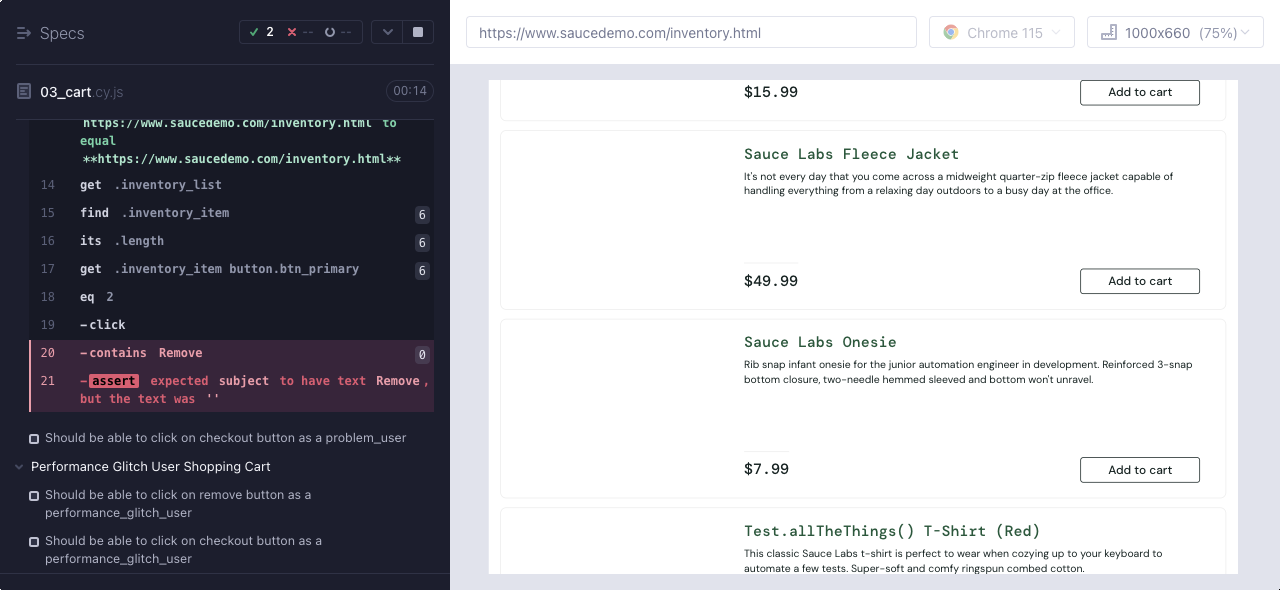 Specs
2 -- --
03_cart.cy.js
00:14
https://www.saucedemo.com/inventory.html to
equal
**https://www.saucedemo.com/inventory.html**
14 get .inventory_list
15 find .inventory_item 6
16 its .length 6
17 get .inventory_item button.btn_primary 6
18 eq 2
19 -click
20 -contains Remove 0
21 -assert expected subject to have text Remove,
but the text was ''
Should be able to click on checkout button as a problem_user
Performance Glitch User Shopping Cart
Should be able to click on remove button as a
performance_glitch_user
Should be able to click on checkout button as a
performance_glitch_user
https://www.saucedemo.com/inventory.html
Chrome 115
1000x660 (75%)
$15.99
Add to cart
Sauce Labs Fleece Jacket
It's not every day that you come across a midweight quarter-zip fleece jacket capable of
handling everything from a relaxing day outdoors to a busy day at the office.
$49.99
Add to cart
Sauce Labs Onesie
Rib snap infant onesie for the junior automation engineer in development. Reinforced 3-snap
bottom closure, two-needle hemmed sleeved and bottom won't unravel.
$7.99
Add to cart
Test.allTheThings() T-Shirt (Red)
This classic Sauce Labs t-shirt is perfect to wear when cozying up to your keyboard to
automate a few tests. Super-soft and comfy ringspun combed cotton.